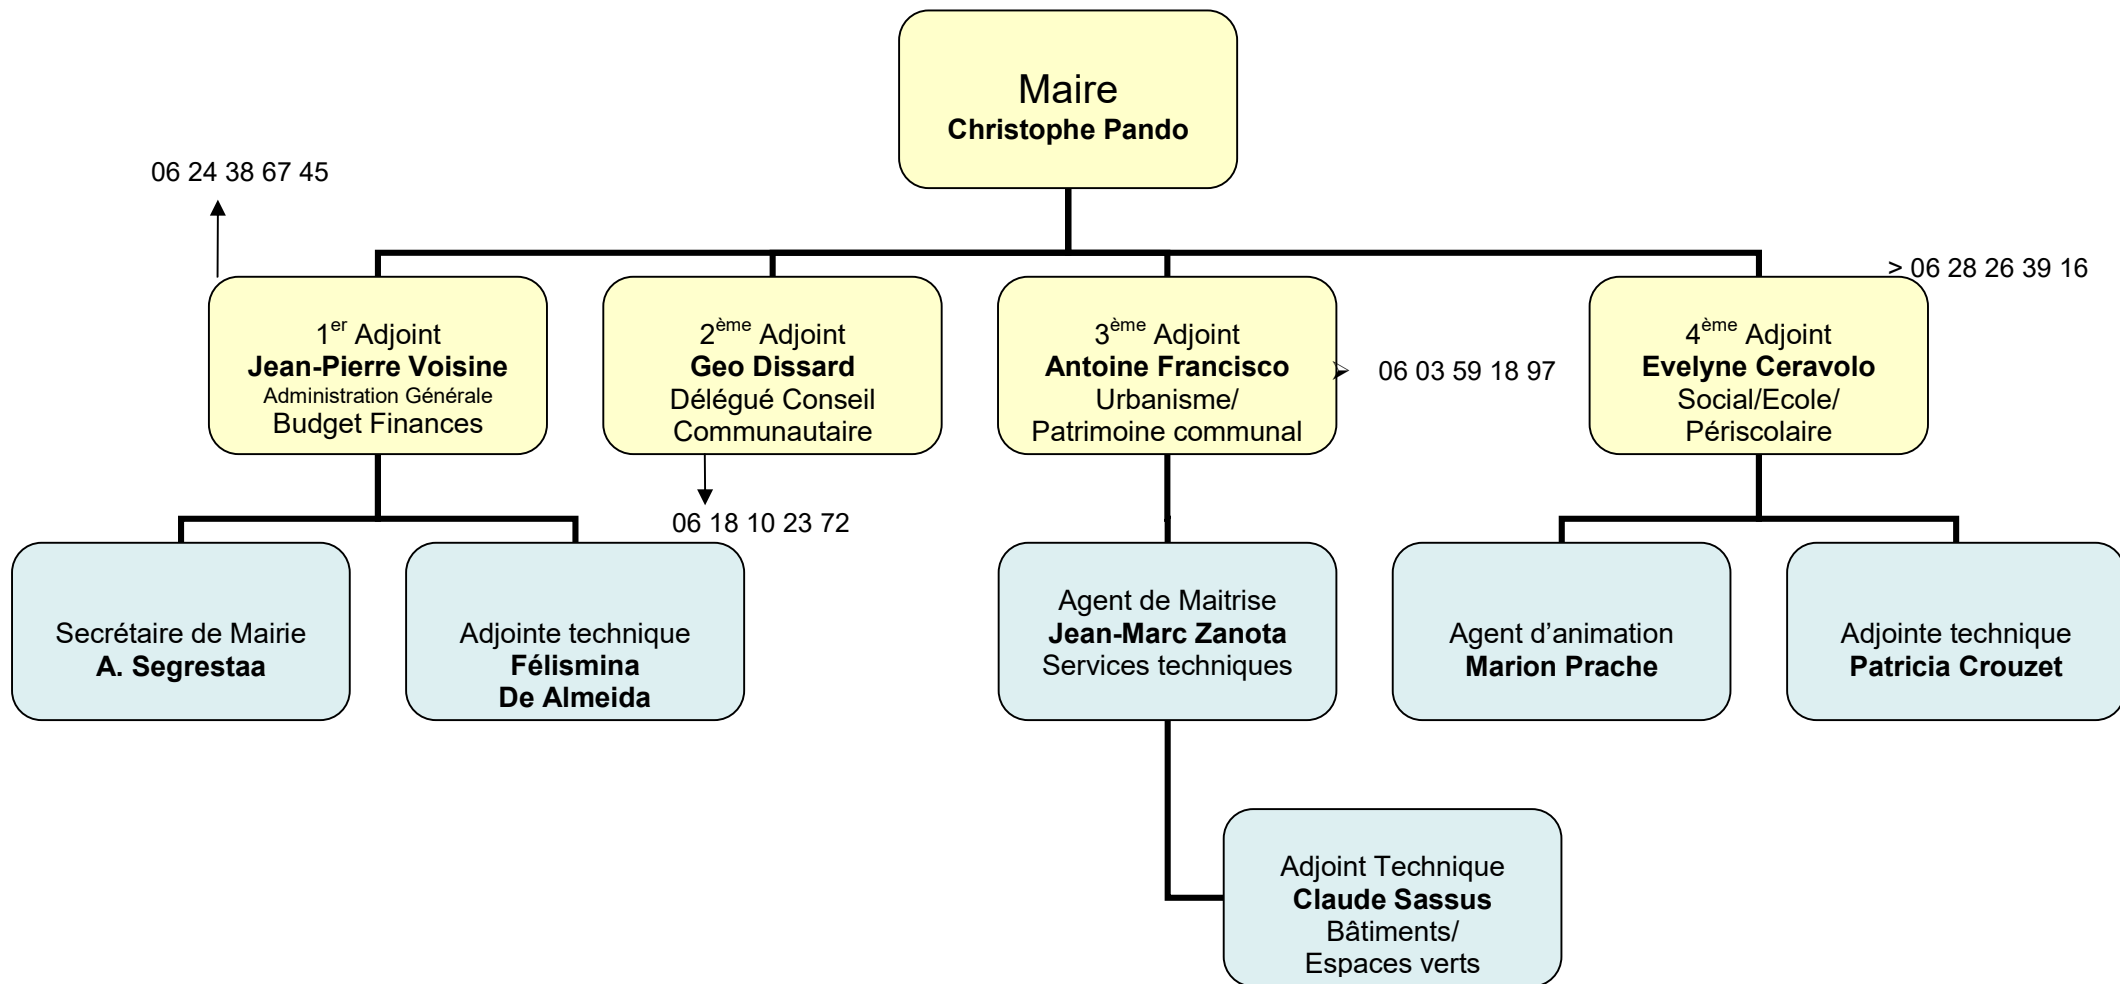 Maire
Christophe Pando
06 24 38 67 45
> 06 28 26 39 16
1er Adjoint
Jean-Pierre Voisine
Administration Générale
Budget Finances
2ème Adjoint
Geo Dissard
Délégué Conseil
Communautaire
3ème Adjoint
Antoine Francisco
Urbanisme/
Patrimoine communal
06 03 59 18 97
4ème Adjoint
Evelyne Ceravolo
Social/Ecole/
Périscolaire
06 18 10 23 72
Secrétaire de Mairie
A. Segrestaa
Adjointe technique
Félismina
De Almeida
Agent de Maitrise
Jean-Marc Zanota
Services techniques
Agent d’animation
Marion Prache
Adjointe technique
Patricia Crouzet
Adjoint Technique
Claude Sassus
Bâtiments/
Espaces verts